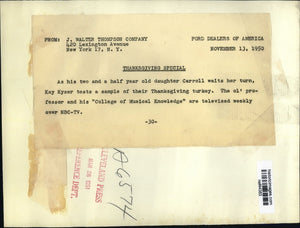 FROM: J. WALTER THOMPSON COMPANY
420 Lexington Avenue
New York 17, N. Y.
FORD DEALERS OF AMERICA
NOVEMBER 13, 1950
THANKSGIVING SPECIAL
As his two and a half year old daughter Carroll waits her turn,
Kay Kyser tests a sample of their Thanksgiving turkey. The ol' pro-
fessor and his "College of Musical Knowledge" are televised weekly
over NBC-TV.
-30-
CLEVELAND PRESS
REFERENCE DEPT.